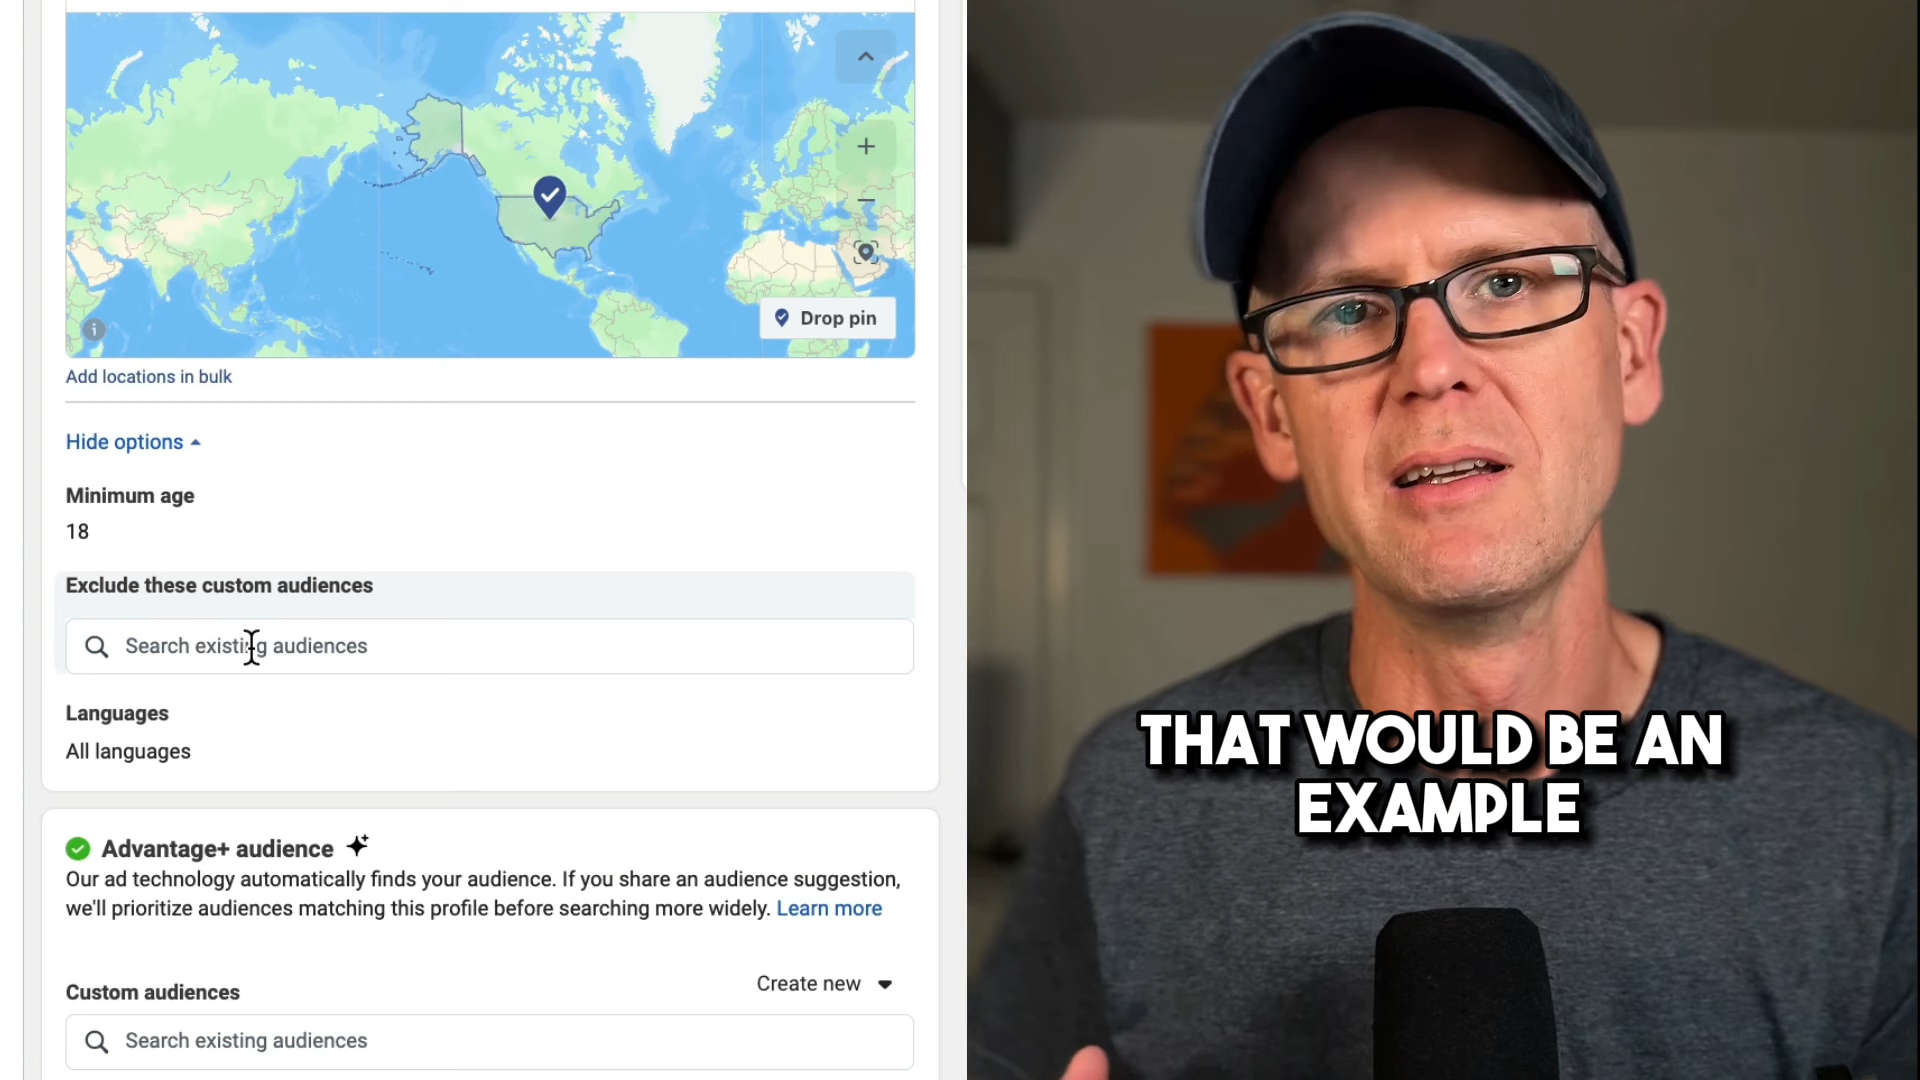 Drop pin
Add locations in bulk
Hide options
Minimum age
18
Exclude these custom audiences
Search existing audiences
Languages
All languages
Advantage+ audience
Our ad technology automatically finds your audience. If you share an audience suggestion,
we'll prioritize audiences matching this profile before searching more widely. Learn more
Custom audiences
Create new
Search existing audiences
THAT WOULD BE AN
EXAMPLE